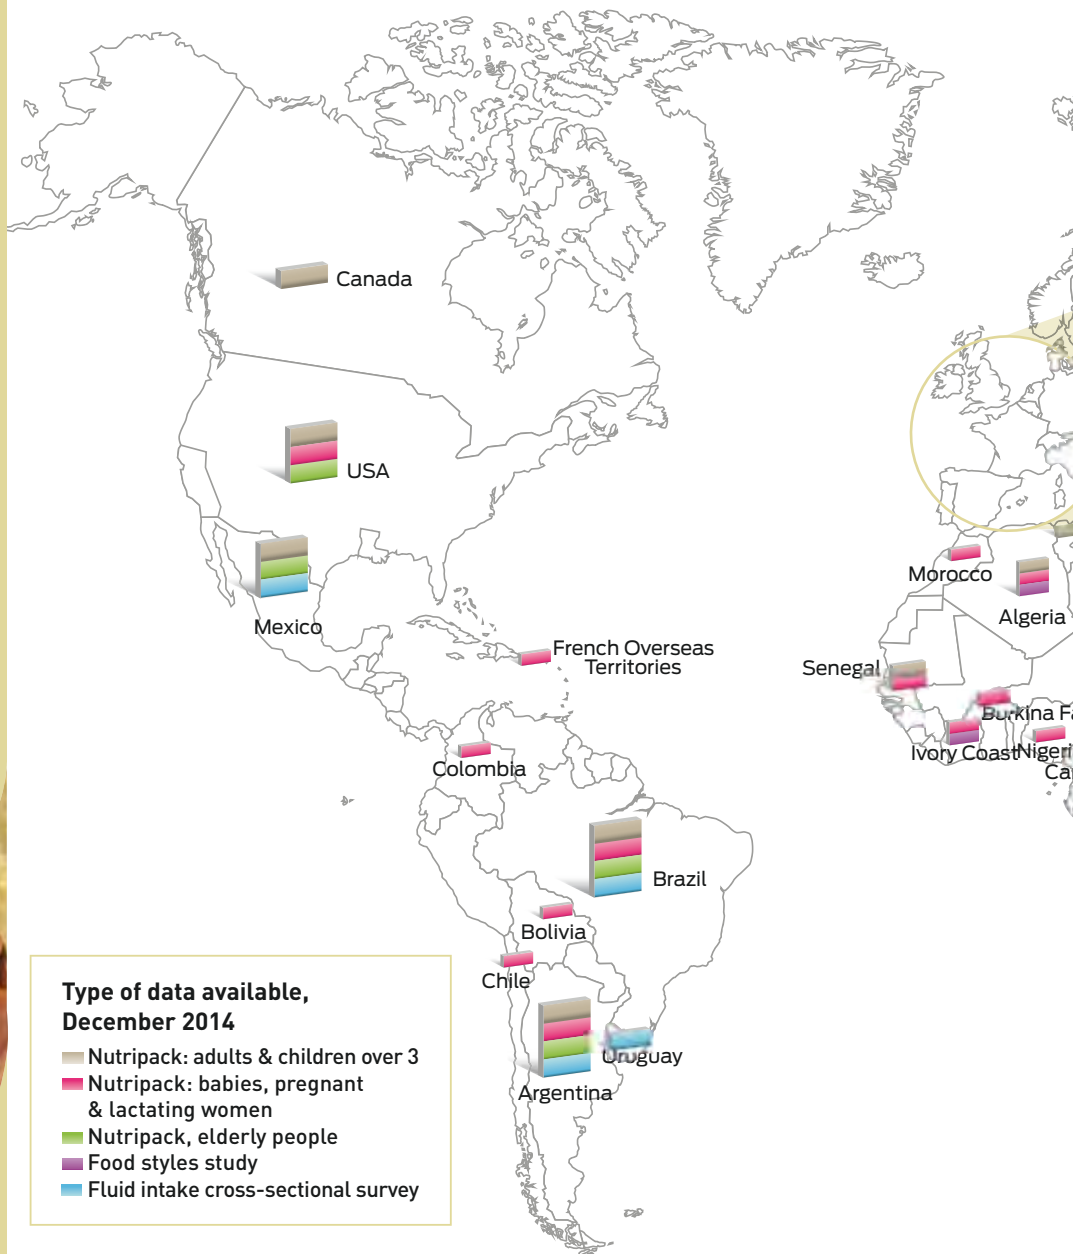 Canada
USA
Mexico
French Overseas
Territories
Morocco
Algeria
Senegal
Burkina
Ivory Coast
Colombia
Brazil
Bolivia
Chile
Uruguay
Argentina
Type of data available,
December 2014
Nutripack: adults & children over 3
Nutripack: babies, pregnant
& lactating women
Nutripack, elderly people
Food styles study
Fluid intake cross-sectional survey